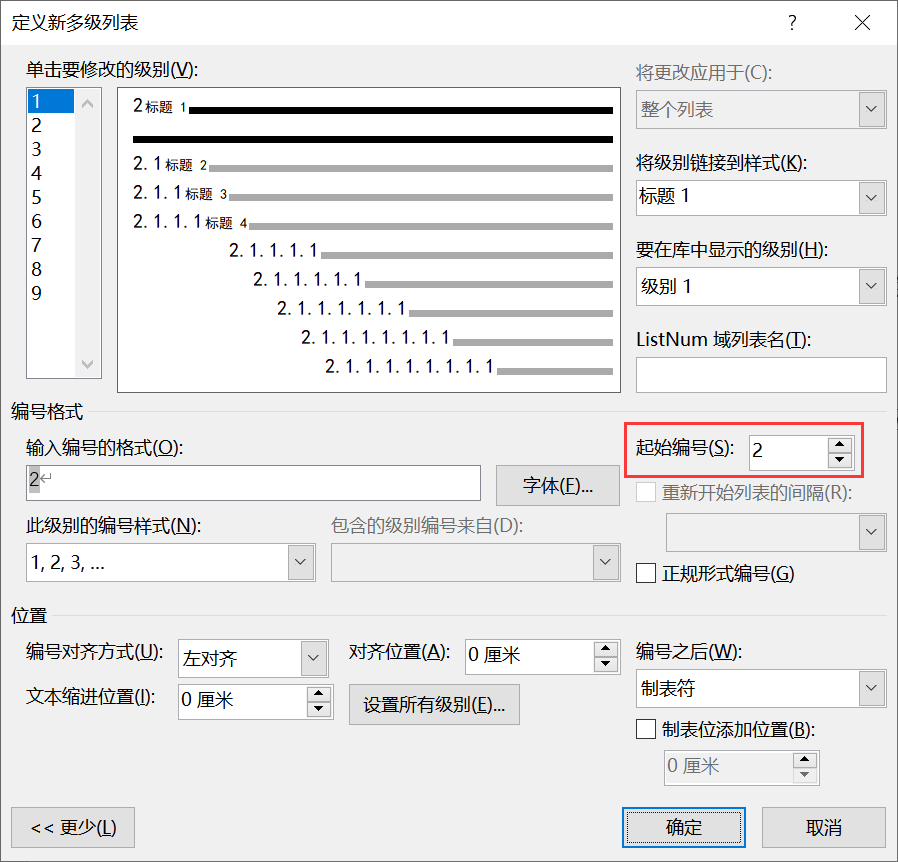 定义新多级列表
?
单击要修改的级别(V):
1
2
3
4
5
6
7
8
9
2标题 1
2.1标题 2
2.1.1标题 3
2.1.1.1标题 4
2.1.1.1.1
2.1.1.1.1.1
2.1.1.1.1.1.1
2.1.1.1.1.1.1.1
2.1.1.1.1.1.1.1.1
将更改应用于(C):
整个列表
将级别链接到样式(K):
标题 1
要在库中显示的级别(H):
级别 1
ListNum 域列表名(T):
编号格式
输入编号的格式(O):
2↵
字体(F)...
起始编号(S): 2
重新开始列表的间隔(R):
此级别的编号样式(N):
1, 2, 3, ...
包含的级别编号来自(D):
正规形式编号(G)
位置
编号对齐方式(U): 左对齐
对齐位置(A): 0 厘米
文本缩进位置(I): 0 厘米
设置所有级别(E)...
编号之后(W):
制表符
制表位添加位置(B):
0 厘米
<< 更少(L)
确定
取消